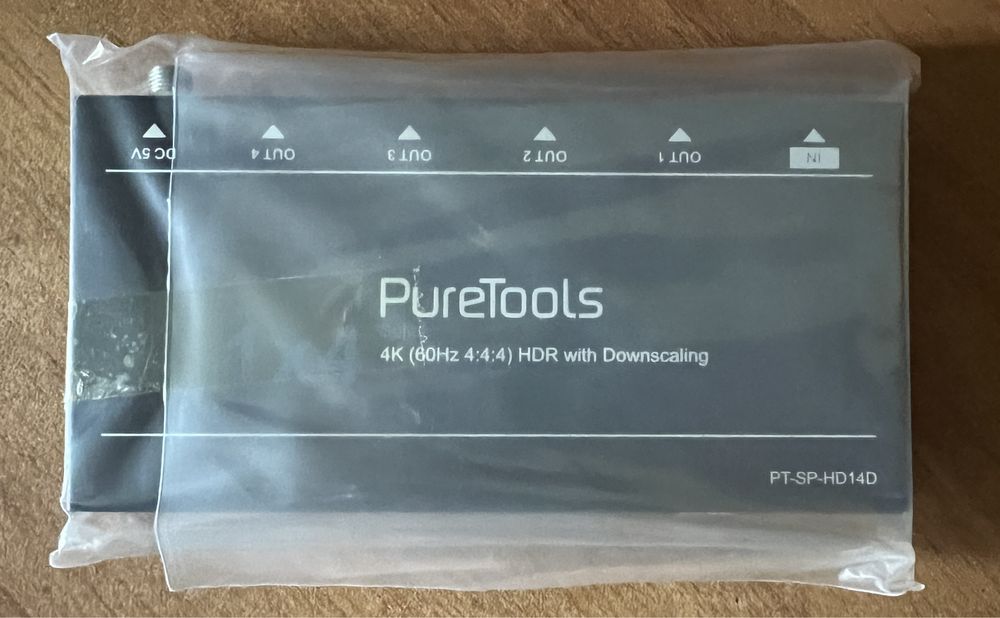 DC 5V OUT 4 OUT 3 OUT 2 OUT 1 IN
PureTools
4K (60Hz 4:4:4) HDR with Downscaling
PT-SP-HD14D